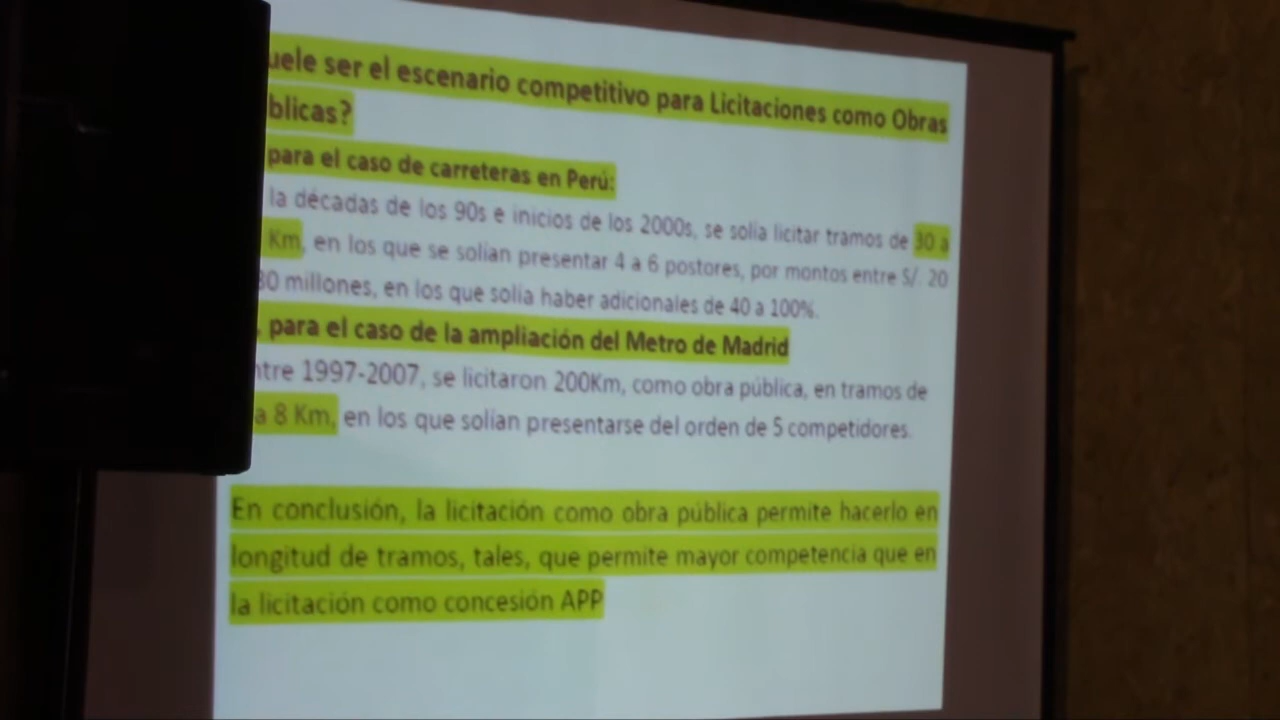 ser el escenario competitivo para Licitaciones como Obras
para el caso de carreteras en Perú:
la décadas de los 90s e inicios de los 2000s, se solía licitar tramos de 30 a
Km, en los que se solían presentar 4 a 6 postores, por montos entre S/. 20
millones, en los que solía haber adicionales de 40 a 100%.
para el caso de la ampliación del Metro de Madrid
1997-2007, se licitaron 200Km, como obra pública, en tramos de
a 8 Km, en los que solían presentarse del orden de 5 competidores.
En conclusión, la licitación como obra pública permite hacerlo en
longitud de tramos, tales, que permite mayor competencia que en
la licitación como concesión APP